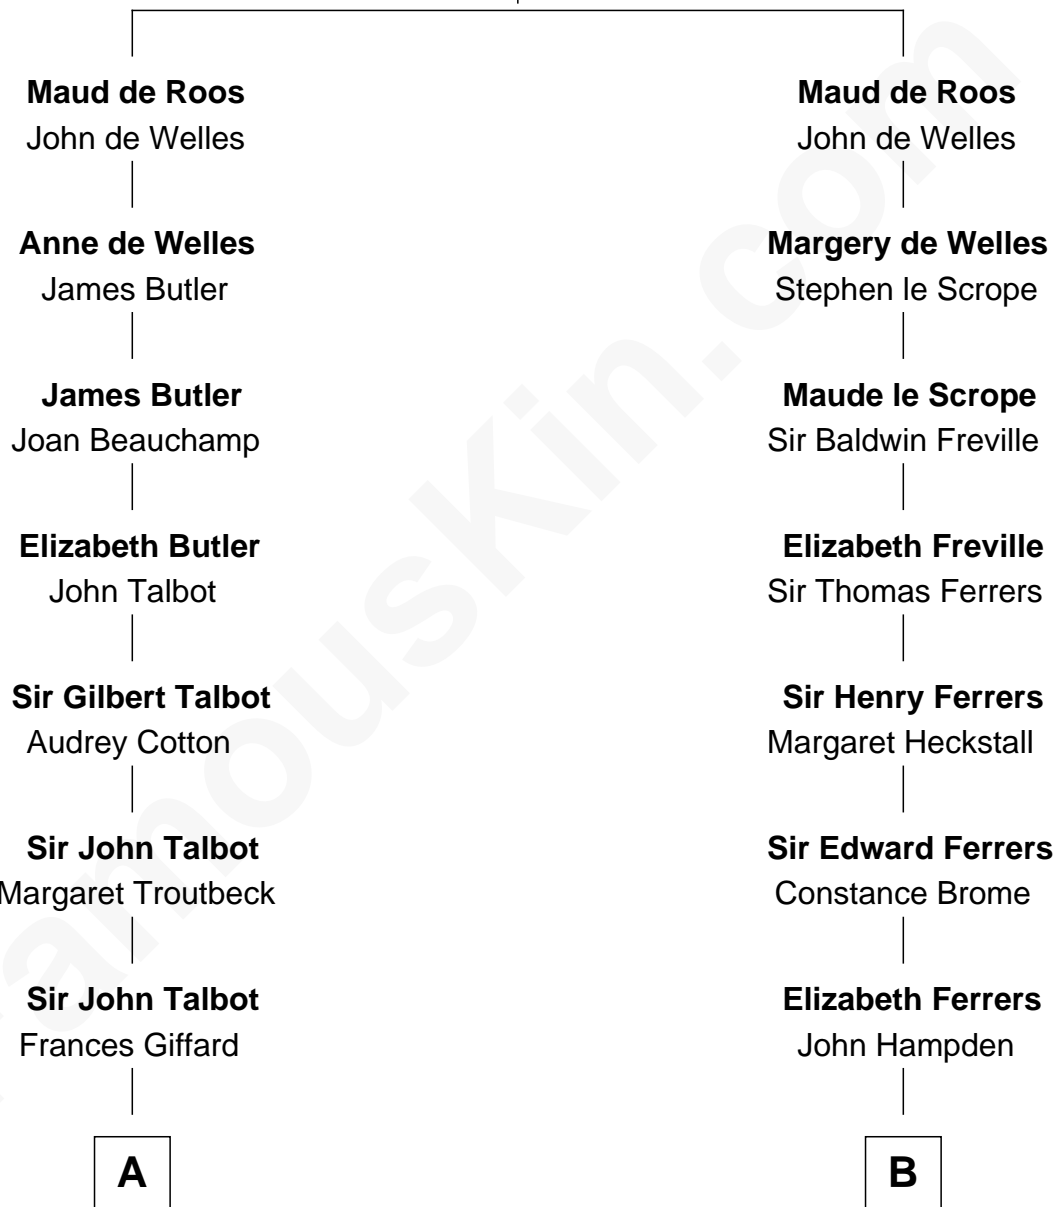 Maud de Roos
John de Welles
Anne de Welles
James Butler
James Butler
Joan Beauchamp
Elizabeth Butler
John Talbot
Sir Gilbert Talbot
Audrey Cotton
Sir John Talbot
Margaret Troutbeck
Sir John Talbot
Frances Giffard
A
Maud de Roos
John de Welles
Margery de Welles
Stephen le Scrope
Maude le Scrope
Sir Baldwin Freville
Elizabeth Freville
Sir Thomas Ferrers
Sir Henry Ferrers
Margaret Heckstall
Sir Edward Ferrers
Constance Brome
Elizabeth Ferrers
John Hampden
B
FamousKin.com